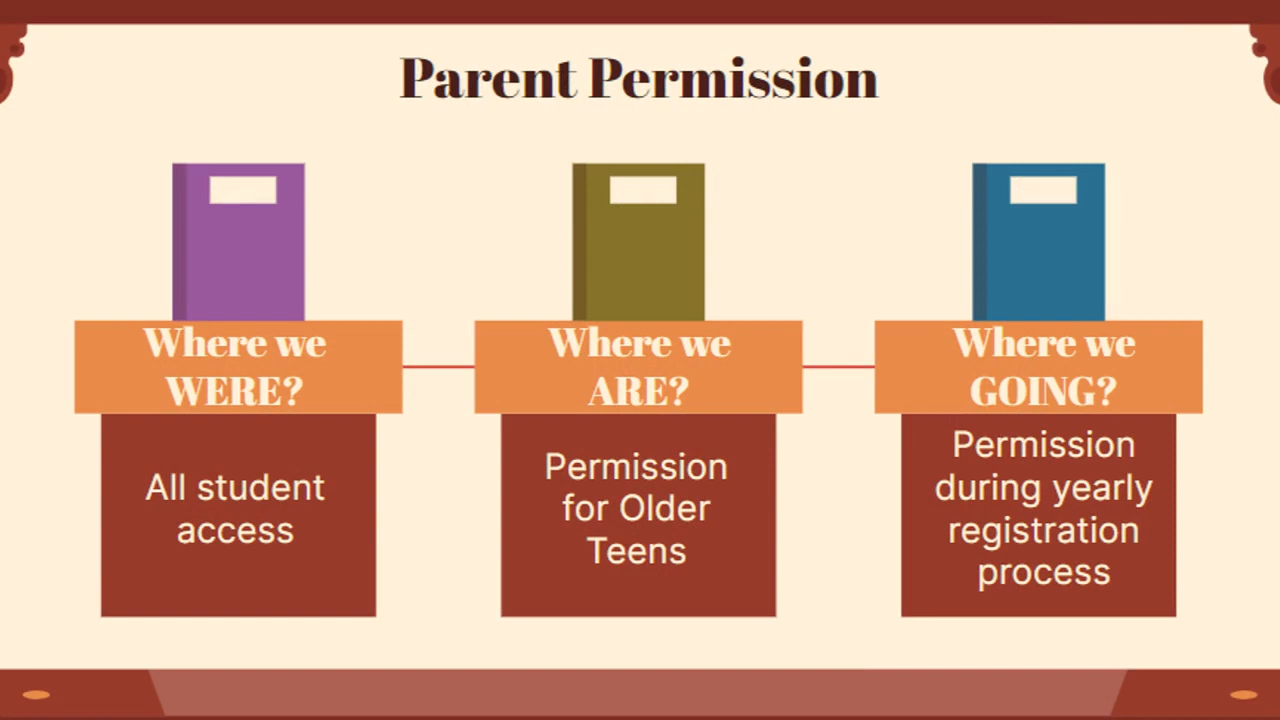 Parent Permission
Where we
WERE?
All student
access
Where we
ARE?
Permission
for Older
Teens
Where we
GOING?
Permission
during yearly
registration
process